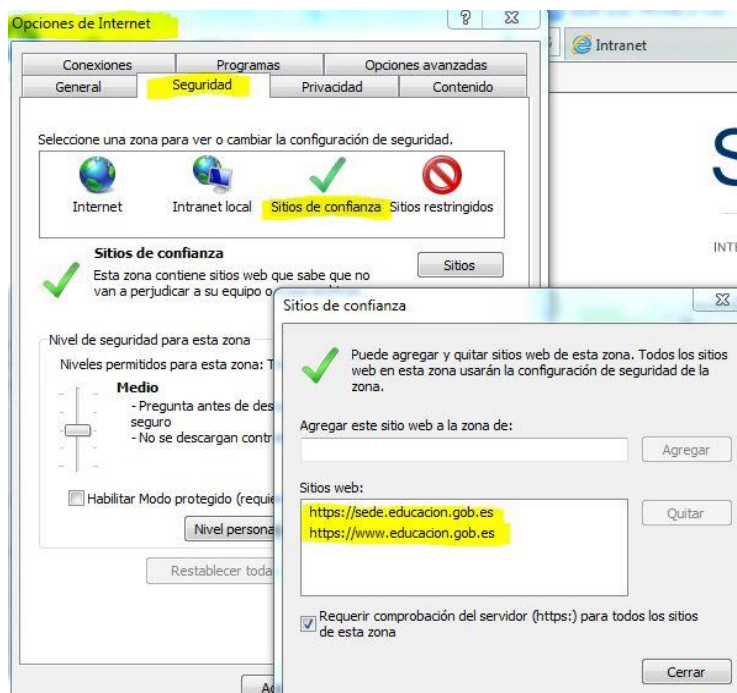 Opciones de Internet
Intranet
Conexiones Programas Opciones avanzadas
General Seguridad Privacidad Contenido
S
INTE
Seleccione una zona para ver o cambiar la configuración de seguridad.
Internet Intranet local Sitios de confianza Sitios restringidos
Sitios de confianza
Esta zona contiene sitios web que sabe que no
van a perjudicar a su equipo o
Sitios
Nivel de seguridad para esta zona
Niveles permitidos para esta zona: T
Medio
- Pregunta antes de des
seguro
- No se descargan contr
Habilitar Modo protegido (requie
Nivel persona
Restablecer toda
Ac
Sitios de confianza
Puede agregar y quitar sitios web de esta zona. Todos los sitios
web en esta zona usarán la configuración de seguridad de la
zona.
Agregar este sitio web a la zona de:
Agregar
Sitios web:
https://sede.educacion.gob.es
https://www.educacion.gob.es
Quitar
Requerir comprobación del servidor (https:) para todos los sitios
de esta zona
Cerrar